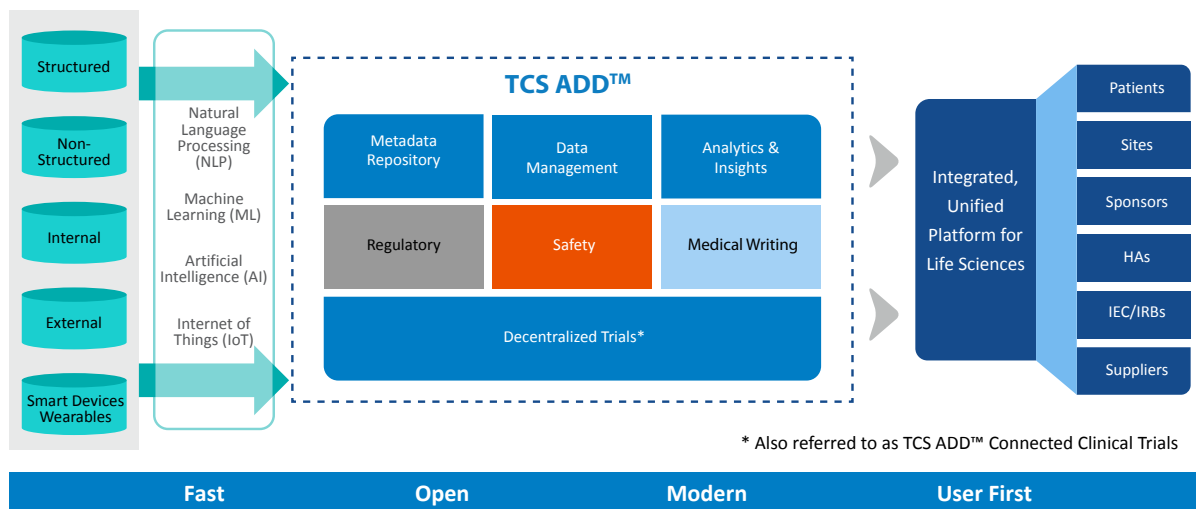 Structured
Non-
Structured
Internal
External
Smart Devices
Wearables
Natural
Language
Processing
(NLP)
Machine
Learning (ML)
Artificial
Intelligence (AI)
Internet of
Things (IoT)
TCS ADD™
Metadata
Repository
Data
Management
Analytics &
Insights
Regulatory
Safety
Medical Writing
Decentralized Trials*
Integrated,
Unified
Platform for
Life Sciences
Patients
Sites
Sponsors
HAs
IEC/IRBs
Suppliers
* Also referred to as TCS ADD™ Connected Clinical Trials
Fast Open Modern User First